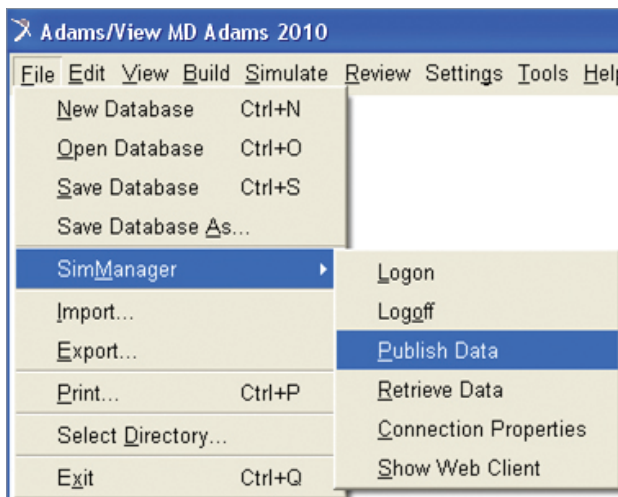 Adams/View MD Adams 2010
File Edit View Build Simulate Review Settings Tools Help
New Database Ctrl+N
Open Database Ctrl+O
Save Database Ctrl+S
Save Database As...
SimManager
Logon
Logoff
Import...
Export...
Publish Data
Print... Ctrl+P
Retrieve Data
Select Directory...
Connection Properties
Exit Ctrl+Q
Show Web Client